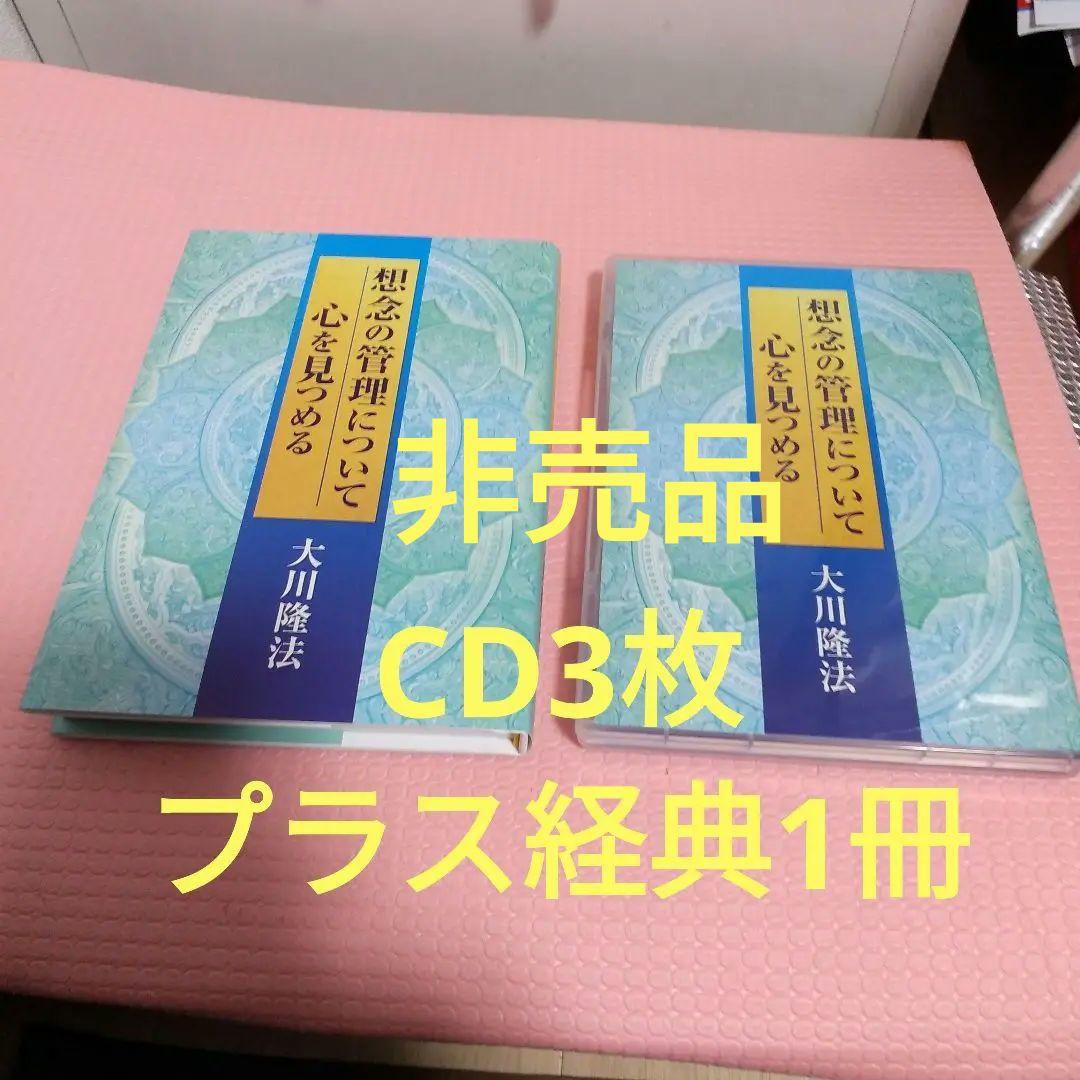 想念の管理について
心を見つめる
大川隆法
想念の管理について
心を見つめる
大川隆法
非売品
CD3枚
プラス経典1冊